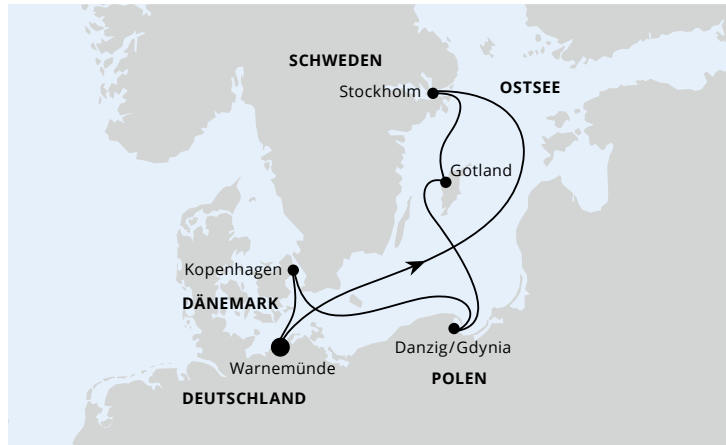 SCHWEDEN
Stockholm
OSTSEE
Gotland
Kopenhagen
DÄNEMARK
Danzig/Gdynia
Warnemünde
POLEN
DEUTSCHLAND